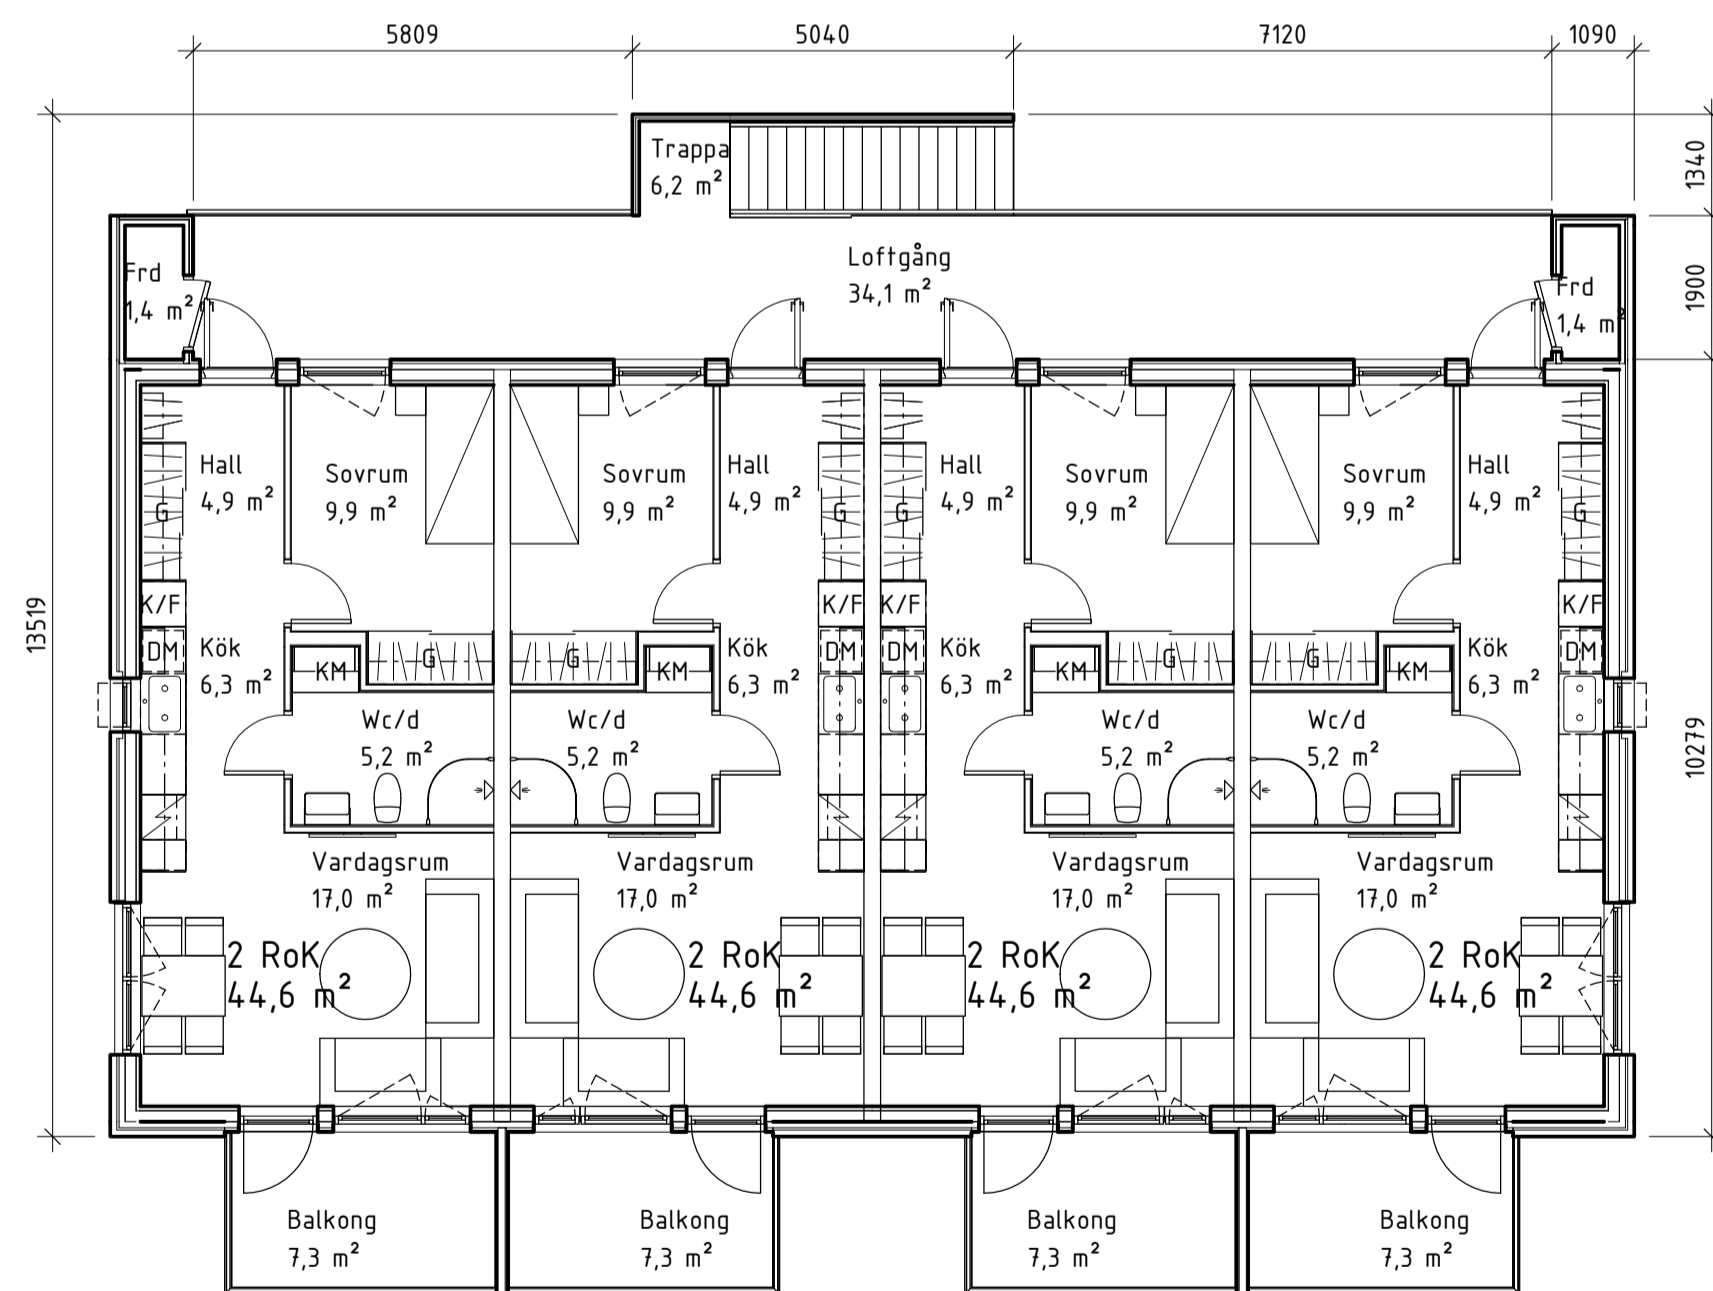 5809 5040 7120 1090
Trappa
6,2 m²
1340
Loftgång
34,1 m²
Frd
1,4 m²
Frd
1,4 m²
1900
13519
Hall
4,9 m²
Sovrum
9,9 m²
Sovrum
9,9 m²
Hall
4,9 m²
Hall
4,9 m²
Sovrum
9,9 m²
Sovrum
9,9 m²
Hall
4,9 m²
G G G G
K/F K/F K/F K/F
DM DM DM DM
Kök
6,3 m²
Kök
6,3 m²
Kök
6,3 m²
Kök
6,3 m²
KM G G KM KM G G KM
Wc/d
5,2 m²
Wc/d
5,2 m²
Wc/d
5,2 m²
Wc/d
5,2 m²
10279
Vardagsrum
17,0 m²
Vardagsrum
17,0 m²
Vardagsrum
17,0 m²
Vardagsrum
17,0 m²
2 RoK
44,6 m²
2 RoK
44,6 m²
2 RoK
44,6 m²
2 RoK
44,6 m²
Balkong
7,3 m²
Balkong
7,3 m²
Balkong
7,3 m²
Balkong
7,3 m²